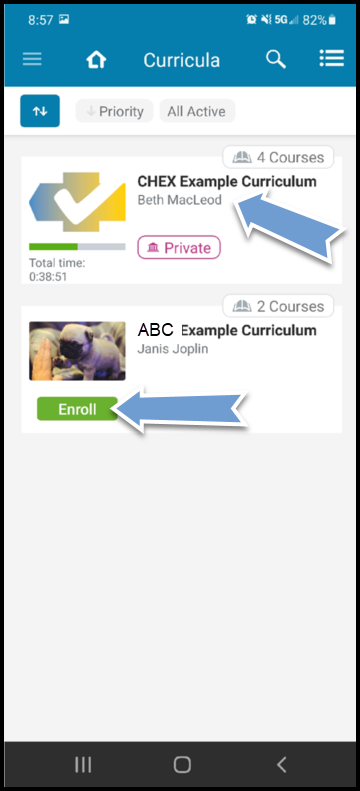 8:57 5G 82%
Curricula
Priority All Active
4 Courses
CHEX Example Curriculum
Beth MacLeod
Private
Total time:
0:38:51
2 Courses
ABC Example Curriculum
Janis Joplin
Enroll